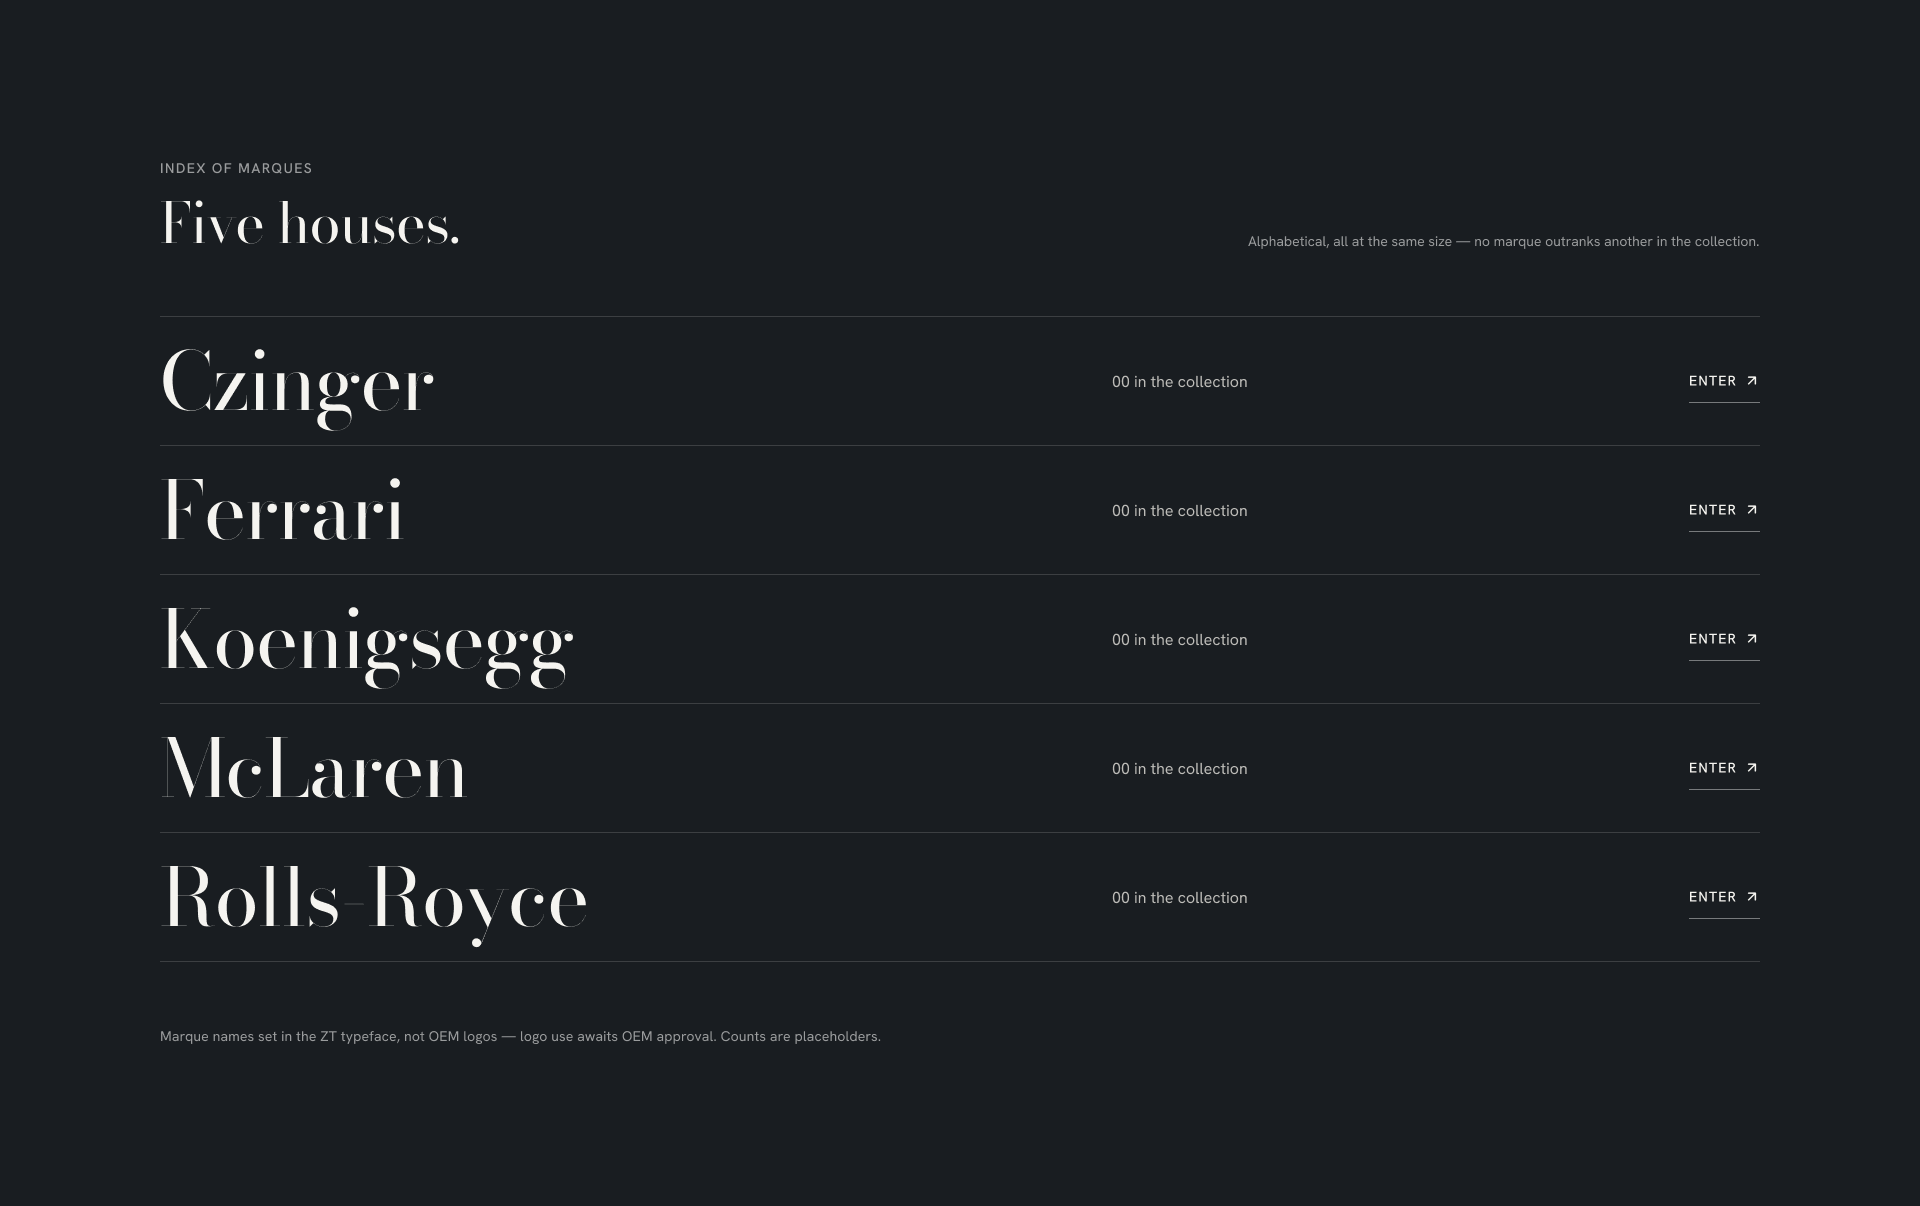 INDEX OF MARQUES
Five houses.
Alphabetical, all at the same size — no marque outranks another in the collection.
Czinger
00 in the collection
ENTER
Ferrari
00 in the collection
ENTER
Koenigsegg
00 in the collection
ENTER
McLaren
00 in the collection
ENTER
Rolls-Royce
00 in the collection
ENTER
Marque names set in the ZT typeface, not OEM logos — logo use awaits OEM approval. Counts are placeholders.